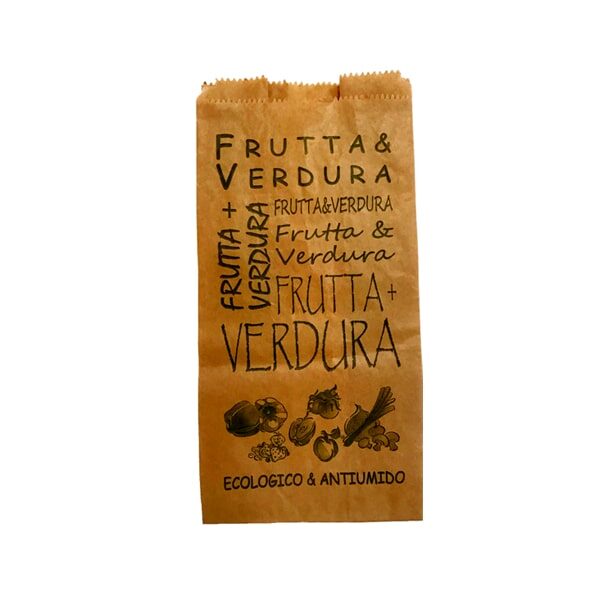 FRUTTA &
VERDURA
FRUTTA +
VERDURA
FRUTTA&VERDURA
Frutta &
Verdura
FRUTTA +
VERDURA
ECOLOGICO & ANTIUMIDO